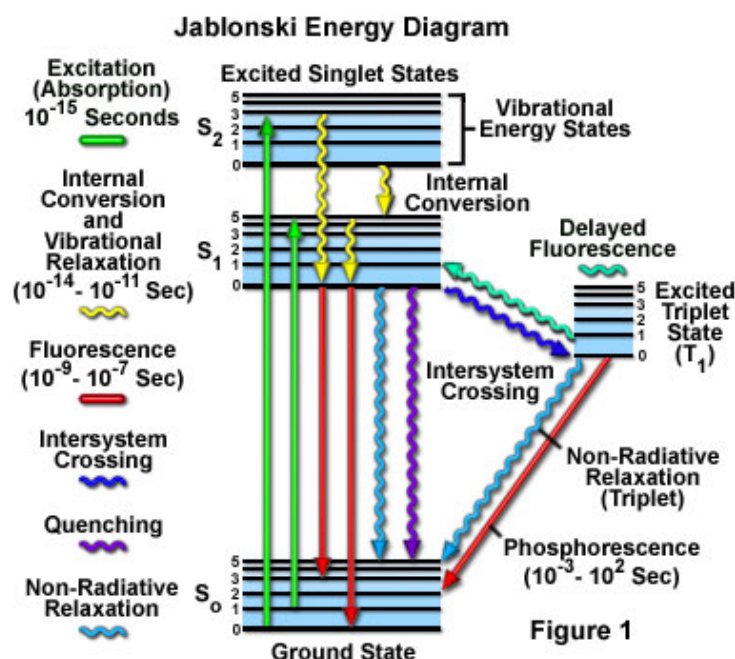 Jablonski Energy Diagram
Excitation
(Absorption)
10⁻¹⁵ Seconds
Internal
Conversion
and
Vibrational
Relaxation
(10⁻¹⁴- 10⁻¹¹ Sec)
Fluorescence
(10⁻⁹- 10⁻⁷ Sec)
Intersystem
Crossing
Quenching
Non-Radiative
Relaxation
Excited Singlet States
S₂
5
3
2
1
0
Vibrational
Energy States
Internal
Conversion
S₁
5
3
2
1
0
Delayed
Fluorescence
5
3
2
1
0
Excited
Triplet
State
(T₁)
Intersystem
Crossing
Non-Radiative
Relaxation
(Triplet)
Phosphorescence
(10⁻³- 10² Sec)
S₀
5
3
2
1
0
Ground State
Figure 1